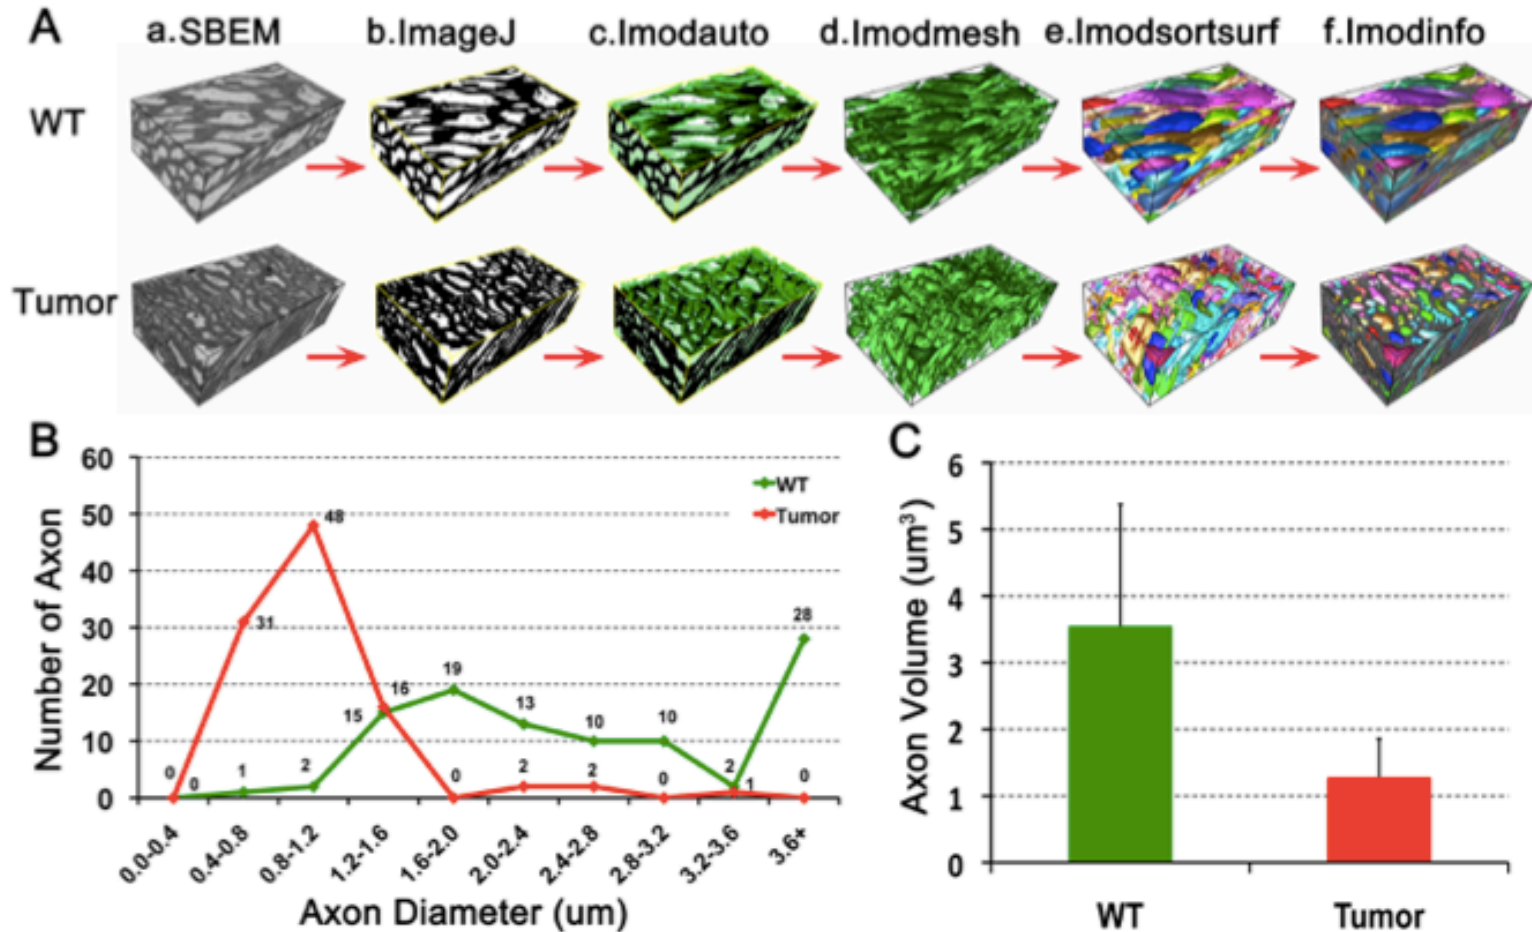 A
a.SBEM b.ImageJ c.Imodauto d.Imodmesh e.Imodsortsurf f.Imodinfo
WT
Tumor
B
Number of Axon
60
50
40
30
20
10
0
WT
Tumor
0 31 48 16 0 2 2 0 1 0
0 1 2 15 19 13 10 10 2 28
0.0-0.4 0.4-0.8 0.8-1.2 1.2-1.6 1.6-2.0 2.0-2.4 2.4-2.8 2.8-3.2 3.2-3.6 3.6+
Axon Diameter (um)
C
Axon Volume (um³)
6
5
4
3
2
1
0
WT Tumor